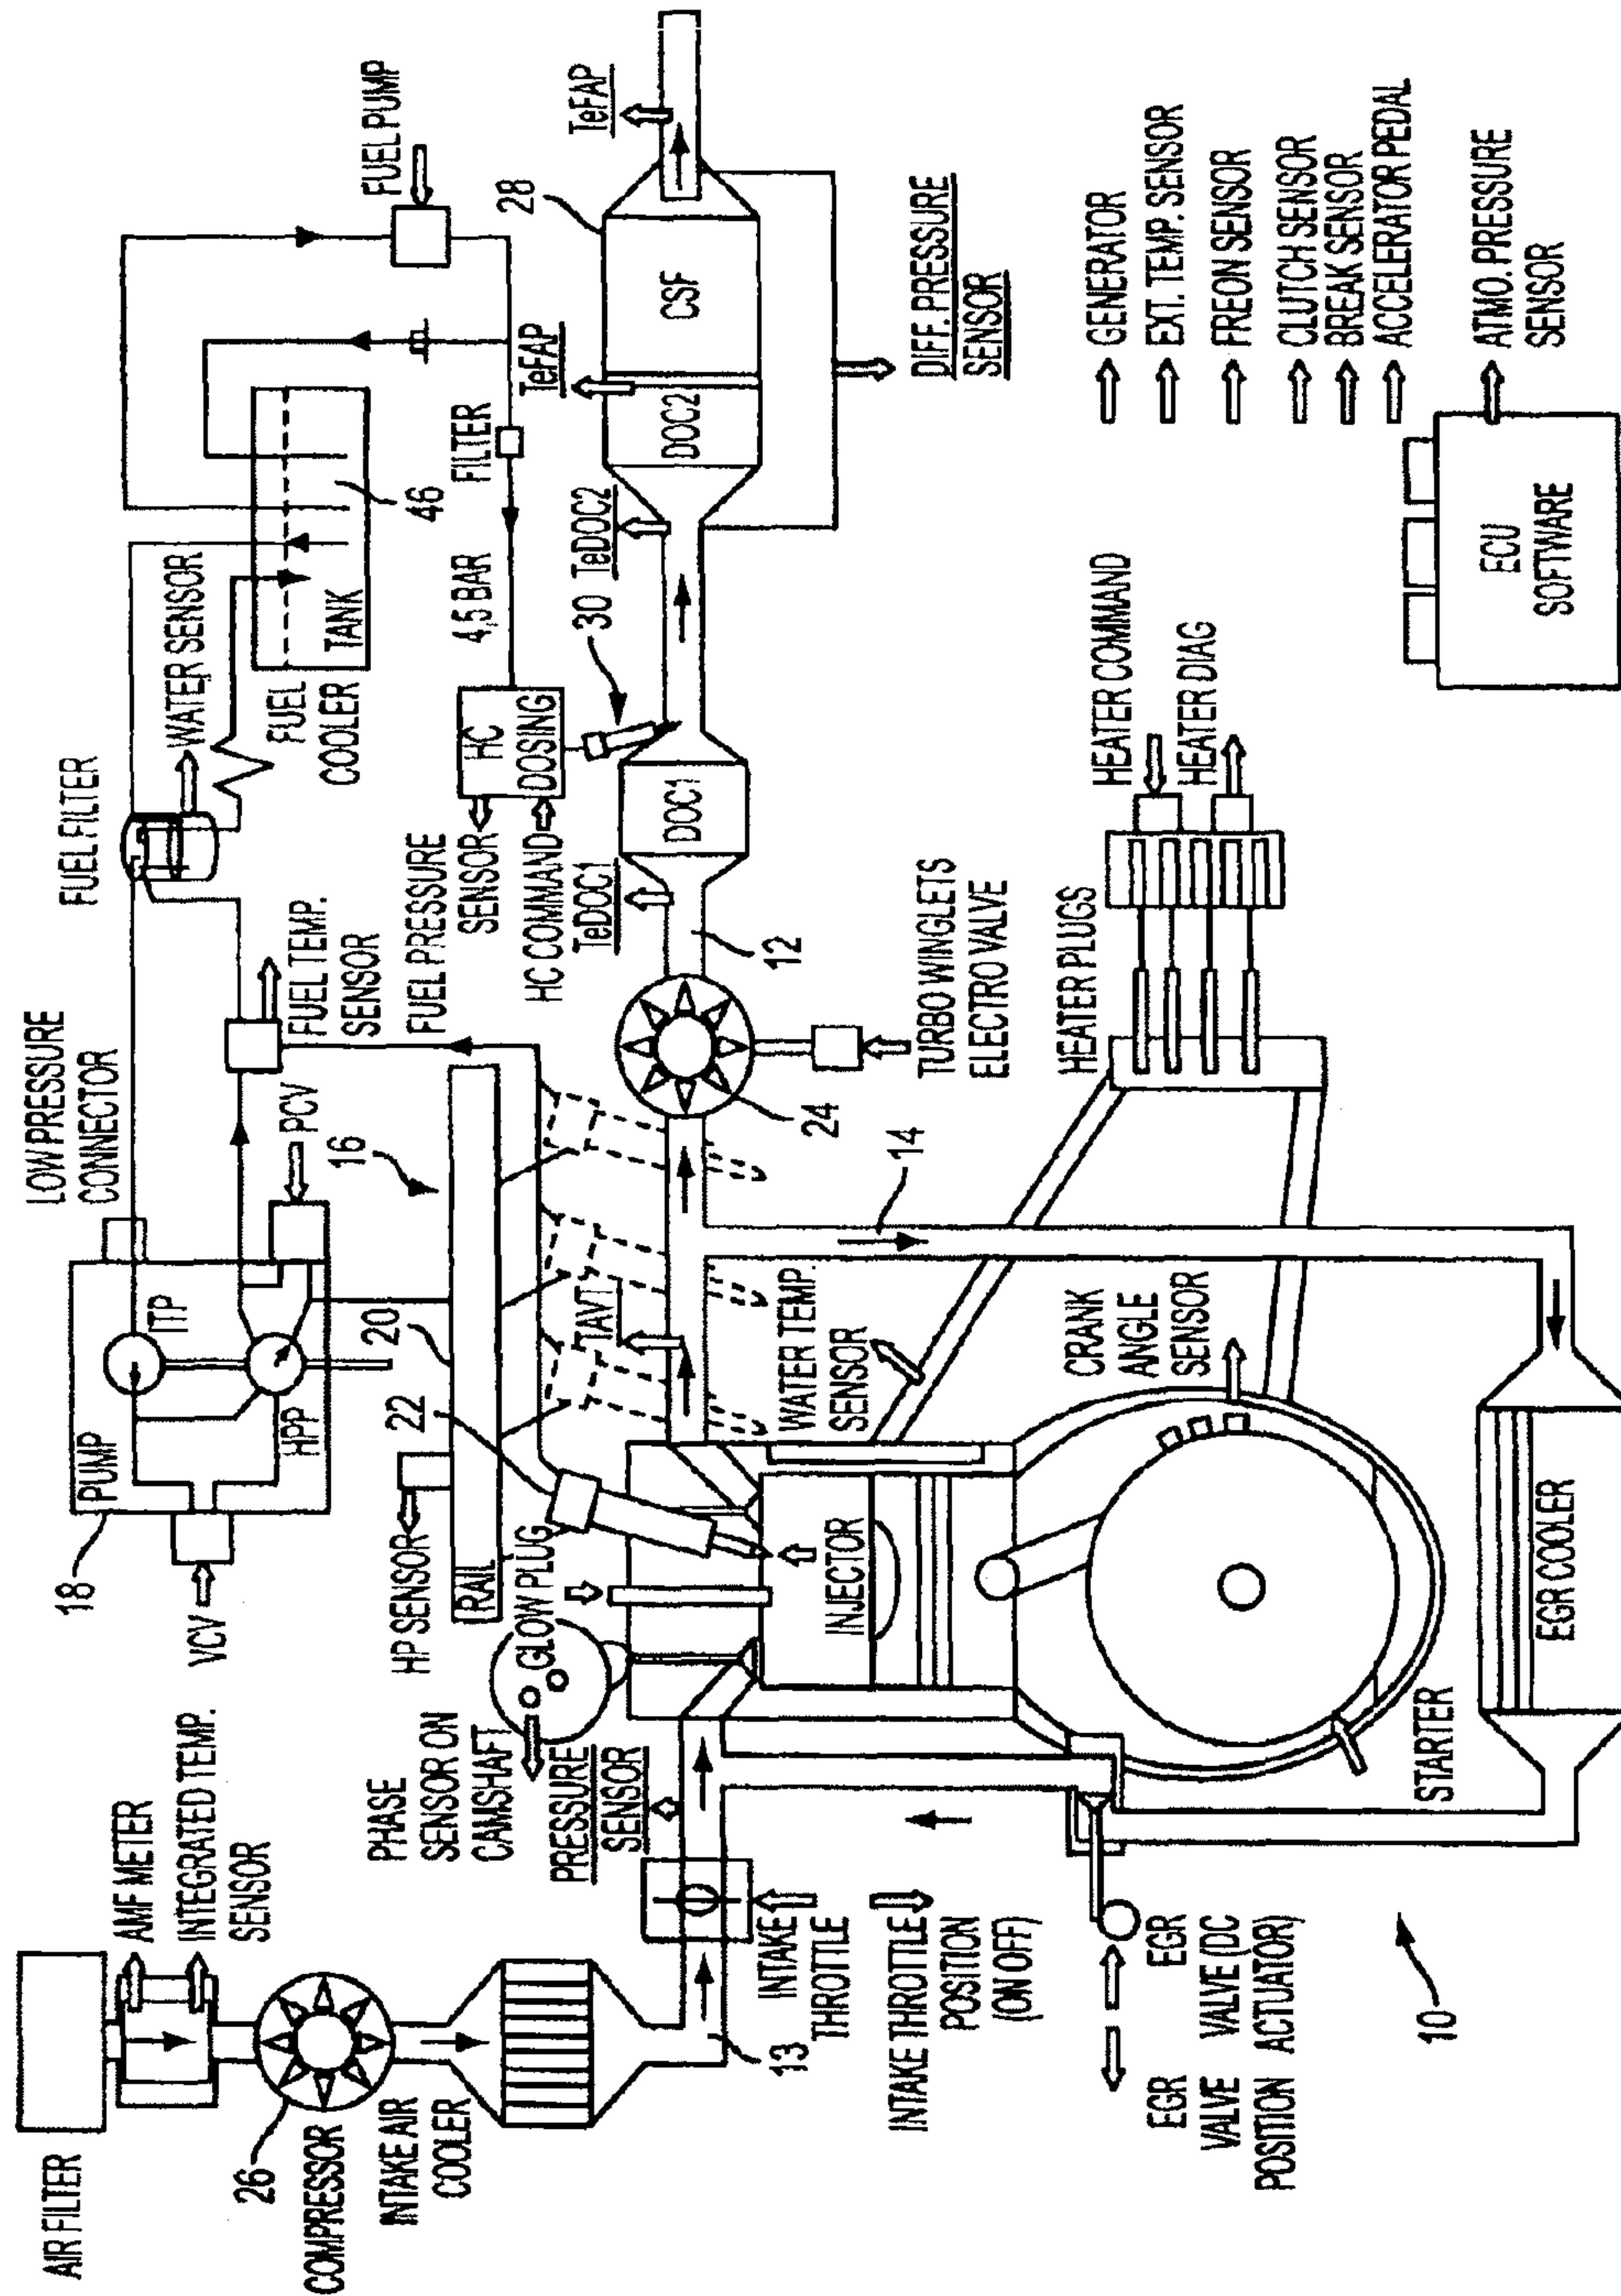 AIR FILTER
AMF METER
INTEGRATED TEMP.
SENSOR
26
COMPRESSOR
INTAKE AIR
COOLER
13
INTAKE
THROTTLE
INTAKE THROTTLE
POSITION
(ON OFF)
EGR
VALVE
POSITION
EGR
VALVE (DC
ACTUATOR)
10
18
VCV
PUMP
ITP
HPP
LOW PRESSURE
CONNECTOR
PCV
16
20
22
HP SENSOR
RAIL
GLOW PLUG
PHASE
SENSOR ON
CAMSHAFT
PRESSURE
SENSOR
INJECTOR
TAVT
WATER TEMP.
SENSOR
CRANK
ANGLE
SENSOR
STARTER
EGR COOLER
14
24
TURBO WINGLETS
ELECTRO VALVE
12
FUEL FILTER
WATER SENSOR
FUEL TEMP.
SENSOR
FUEL
COOLER
TANK
46
FUEL PUMP
FILTER
4,5 BAR
FUEL PRESSURE
SENSOR
HC COMMAND
HC
DOSING
30
TeDOC1
DOC1
TeDOC2
DOC2
TeFAP
CSF
28
TeFAP
DIFF. PRESSURE
SENSOR
HEATER PLUGS
HEATER COMMAND
HEATER DIAG
GENERATOR
EXT. TEMP. SENSOR
FREON SENSOR
CLUTCH SENSOR
BREAK SENSOR
ACCELERATOR PEDAL
ATMO. PRESSURE
SENSOR
ECU
SOFTWARE